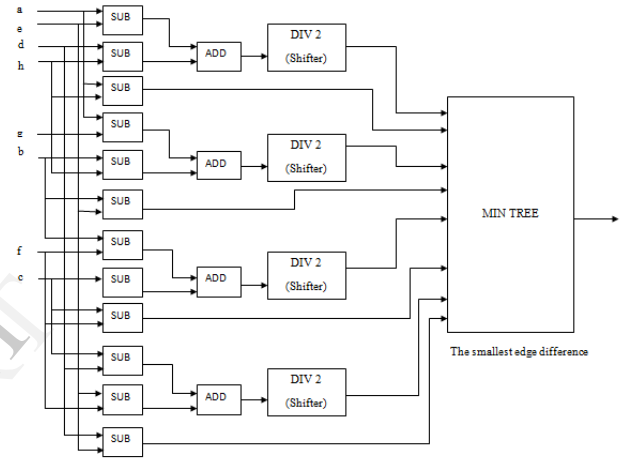 a
SUB
e
d
SUB
ADD
DIV 2
(Shifter)
h
SUB
SUB
g
b
SUB
ADD
DIV 2
(Shifter)
SUB
MIN TREE
f
SUB
c
SUB
ADD
DIV 2
(Shifter)
SUB
The smallest edge difference
SUB
SUB
ADD
DIV 2
(Shifter)
SUB